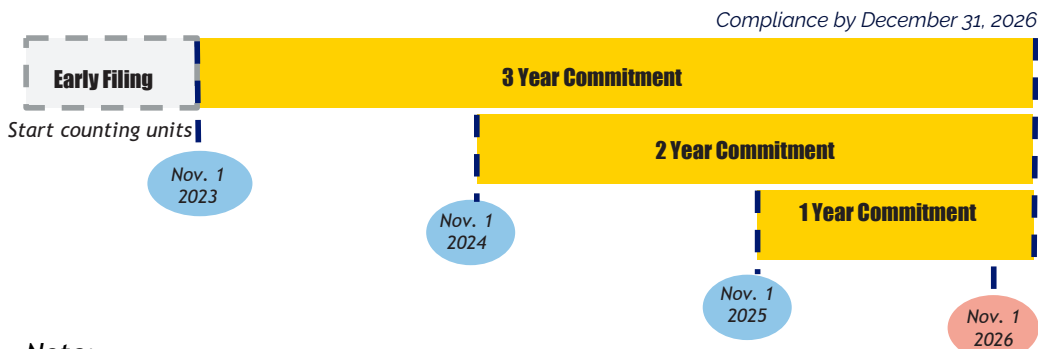 Compliance by December 31, 2026
Early Filing
3 Year Commitment
Start counting units
2 Year Commitment
Nov. 1
2023
1 Year Commitment
Nov. 1
2024
Nov. 1
2025
Nov. 1
2026